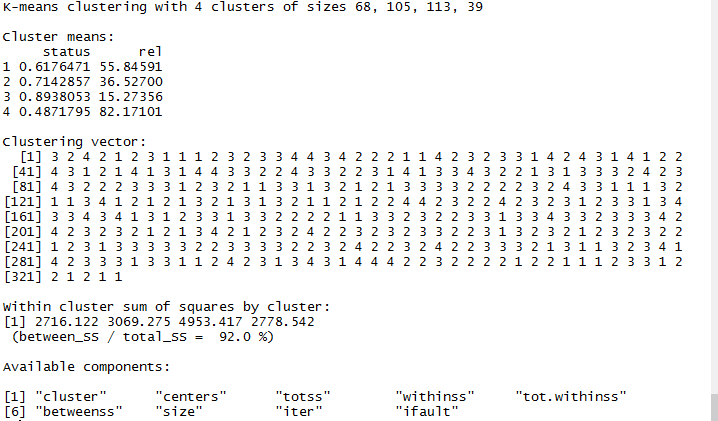 K-means clustering with 4 clusters of sizes 68, 105, 113, 39
Cluster means:
status rel
1 0.6176471 55.84591
2 0.7142857 36.52700
3 0.8938053 15.27356
4 0.4871795 82.17101
Clustering vector:
[1] 3 2 4 2 1 2 3 1 1 1 2 3 2 3 3 4 4 3 4 2 2 2 1 1 4 2 3 2 3 3 1 4 2 4 3 1 4 1 2 2
[41] 4 3 1 2 1 4 1 3 1 4 4 3 3 2 2 4 3 3 2 2 3 1 4 1 3 3 4 3 2 2 1 3 1 3 3 3 2 4 2 3
[81] 4 3 2 2 2 3 3 3 1 2 3 2 1 1 3 3 1 3 2 1 2 1 3 3 3 3 2 2 2 2 2 3 2 4 3 3 1 1 1 3 2
[121] 1 1 3 4 1 2 1 2 1 3 2 1 3 1 3 2 1 1 2 1 2 2 4 4 2 3 2 2 4 2 3 2 3 1 2 3 3 1 3 4
[161] 3 3 4 3 4 1 3 1 2 3 3 1 3 3 2 2 2 2 1 1 3 3 2 3 2 2 3 3 1 3 3 4 3 3 2 3 3 3 4 2
[201] 4 2 3 2 3 2 1 2 1 3 4 2 1 2 3 2 4 2 2 3 2 3 2 3 3 2 2 3 1 3 2 3 2 1 2 3 2 3 2 2
[241] 1 2 3 1 3 3 3 3 3 2 2 3 3 3 3 2 2 3 2 4 2 2 3 2 4 2 2 3 3 3 2 1 3 1 1 3 2 3 4 1
[281] 4 2 3 3 3 1 3 3 1 1 2 4 2 3 1 3 4 3 1 4 4 4 2 2 3 2 2 2 2 1 2 2 1 1 1 2 3 3 1 2
[321] 2 1 2 1 1
Within cluster sum of squares by cluster:
[1] 2716.122 3069.275 4953.417 2778.542
(between_SS / total_SS = 92.0 %)
Available components:
[1] "cluster" "centers" "totss" "withinss" "tot.withinss"
[6] "betweenss" "size" "iter" "ifault"